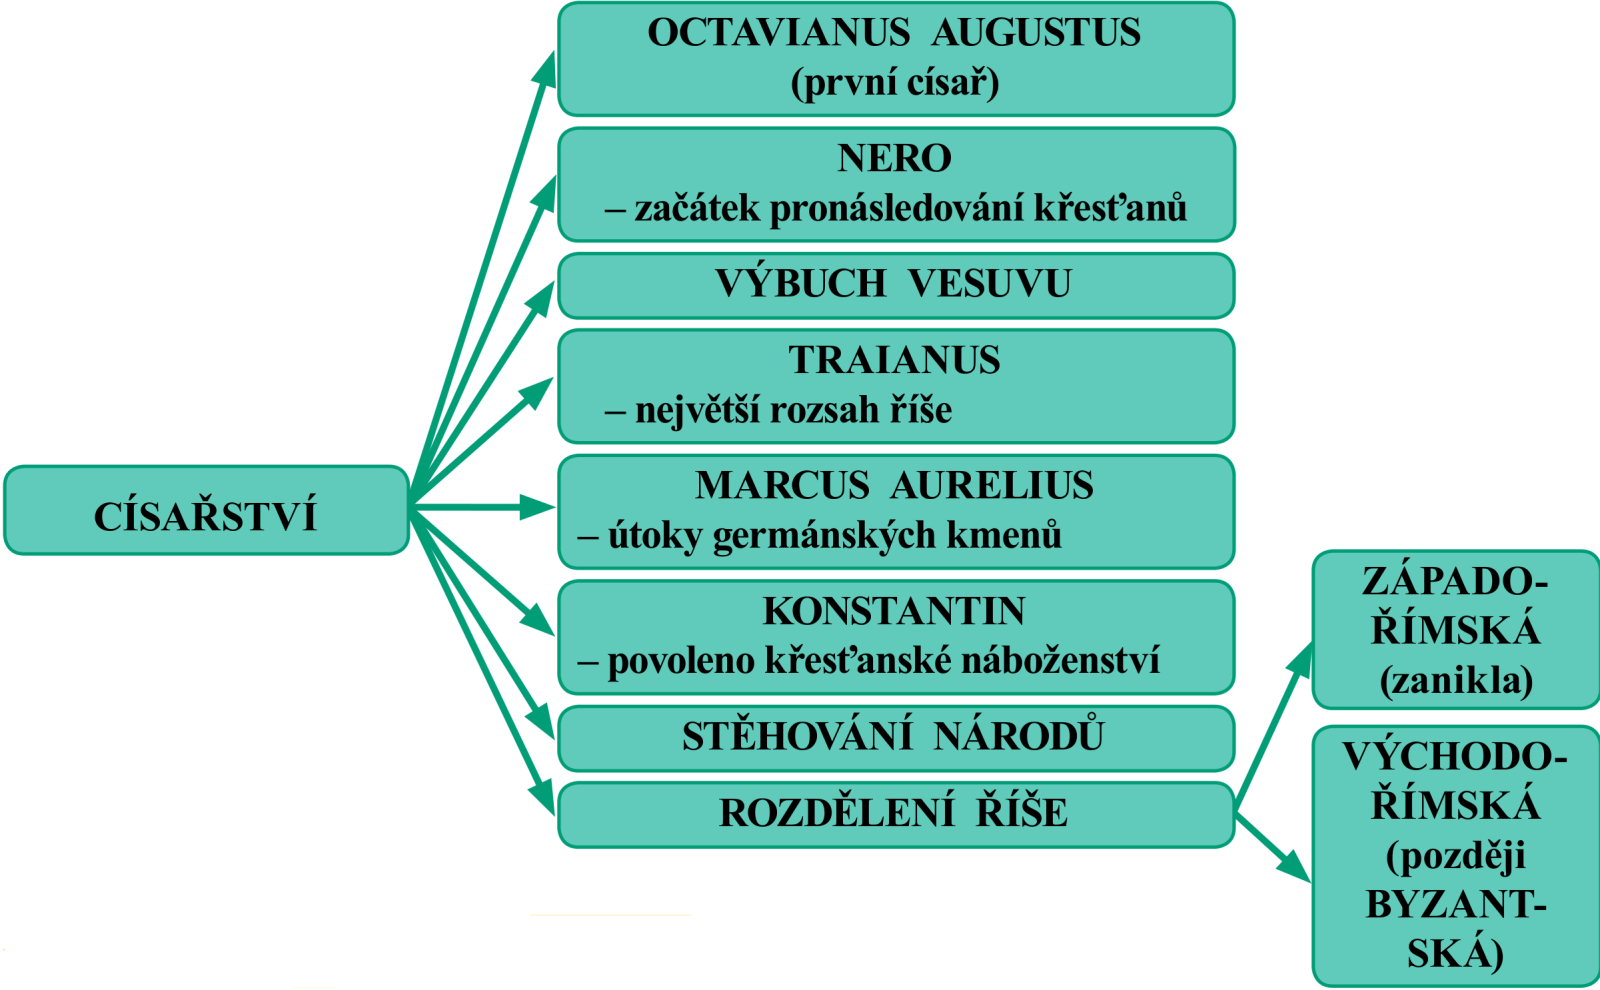 OCTAVIANUS AUGUSTUS
(první císař)
NERO
– začátek pronásledování křesťanů
VÝBUCH VESUVU
TRAIANUS
– největší rozsah říše
CÍSAŘSTVÍ
MARCUS AURELIUS
– útoky germánských kmenů
KONSTANTIN
– povoleno křesťanské náboženství
STĚHOVÁNÍ NÁRODŮ
ROZDĚLENÍ ŘÍŠE
ZÁPADO-
ŘÍMSKÁ
(zanikla)
VÝCHODO-
ŘÍMSKÁ
(později
BYZANT-
SKÁ)